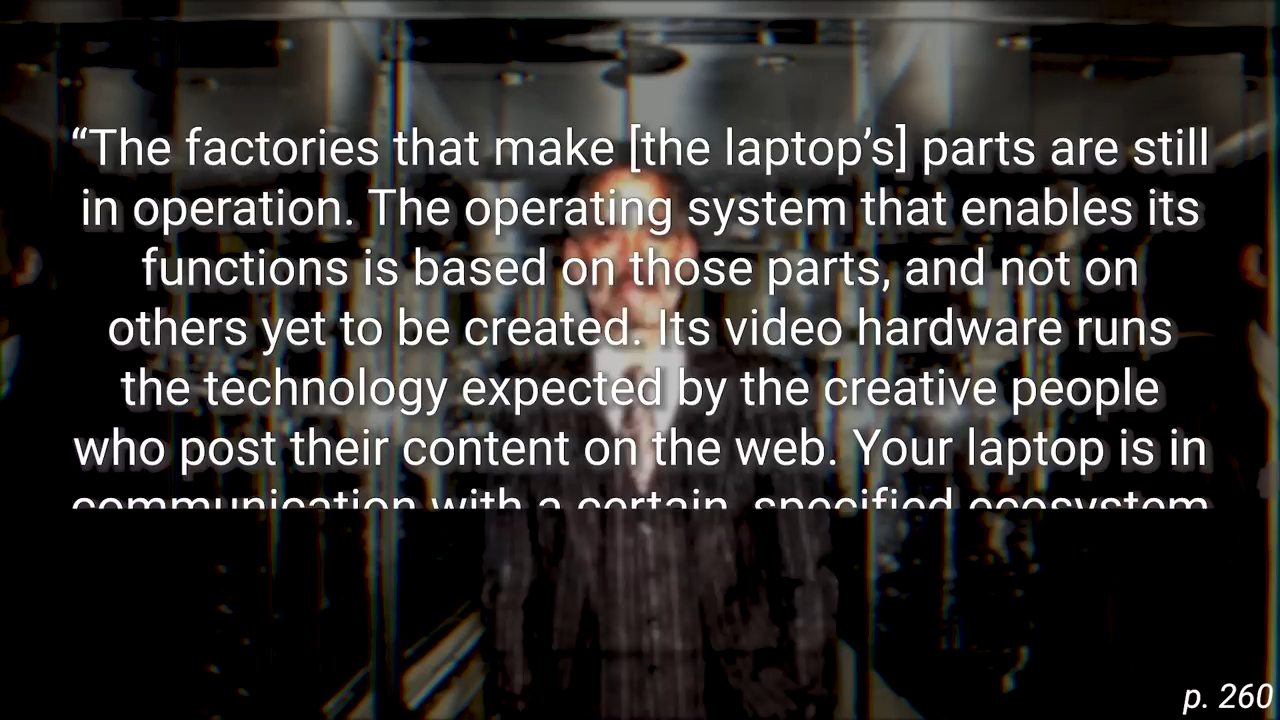 “The factories that make [the laptop’s] parts are still
in operation. The operating system that enables its
functions is based on those parts, and not on
others yet to be created. Its video hardware runs
the technology expected by the creative people
who post their content on the web. Your laptop is in
communication with a certain, specified ecosystem
p. 260